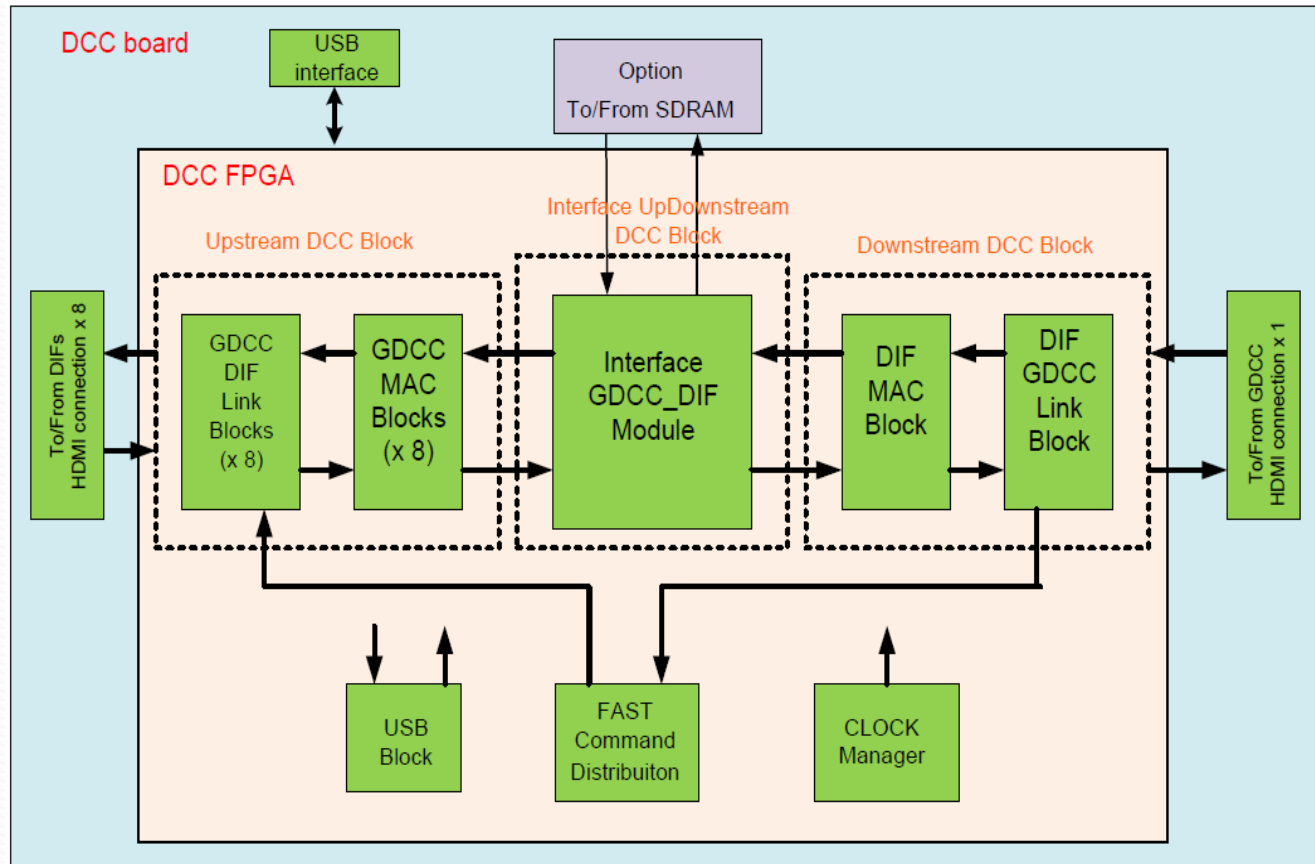 DCC board
USB
interface
Option
To/From SDRAM
DCC FPGA
Interface UpDownstream
DCC Block
Upstream DCC Block
Downstream DCC Block
To/From DIFs
HDMI connection x 8
GDCC
DIF
Link
Blocks
(x 8)
GDCC
MAC
Blocks
(x 8)
Interface
GDCC_DIF
Module
DIF
MAC
Block
DIF
GDCC
Link
Block
To/From GDCC
HDMI connection x 1
USB
Block
FAST
Command
Distribuiton
CLOCK
Manager